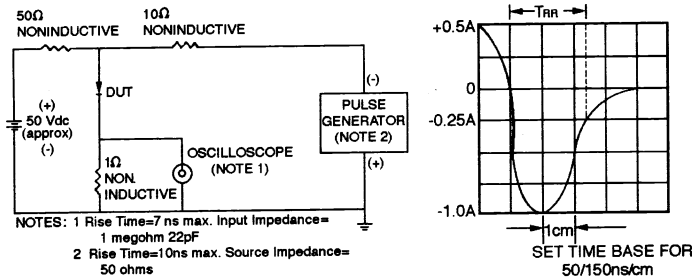 50Ω
NONINDUCTIVE
10Ω
NONINDUCTIVE
(+)
50 Vdc
(approx)
(-)
DUT
1Ω
NON.
INDUCTIVE
OSCILLOSCOPE
(NOTE 1)
(-)
PULSE
GENERATOR
(NOTE 2)
(+)
NOTES: 1 Rise Time=7 ns max. Input Impedance=
1 megohm 22pF
2 Rise Time=10ns max. Source Impedance=
50 ohms
TRR
+0.5A
0
-0.25A
-1.0A
1cm
SET TIME BASE FOR
50/150ns/cm